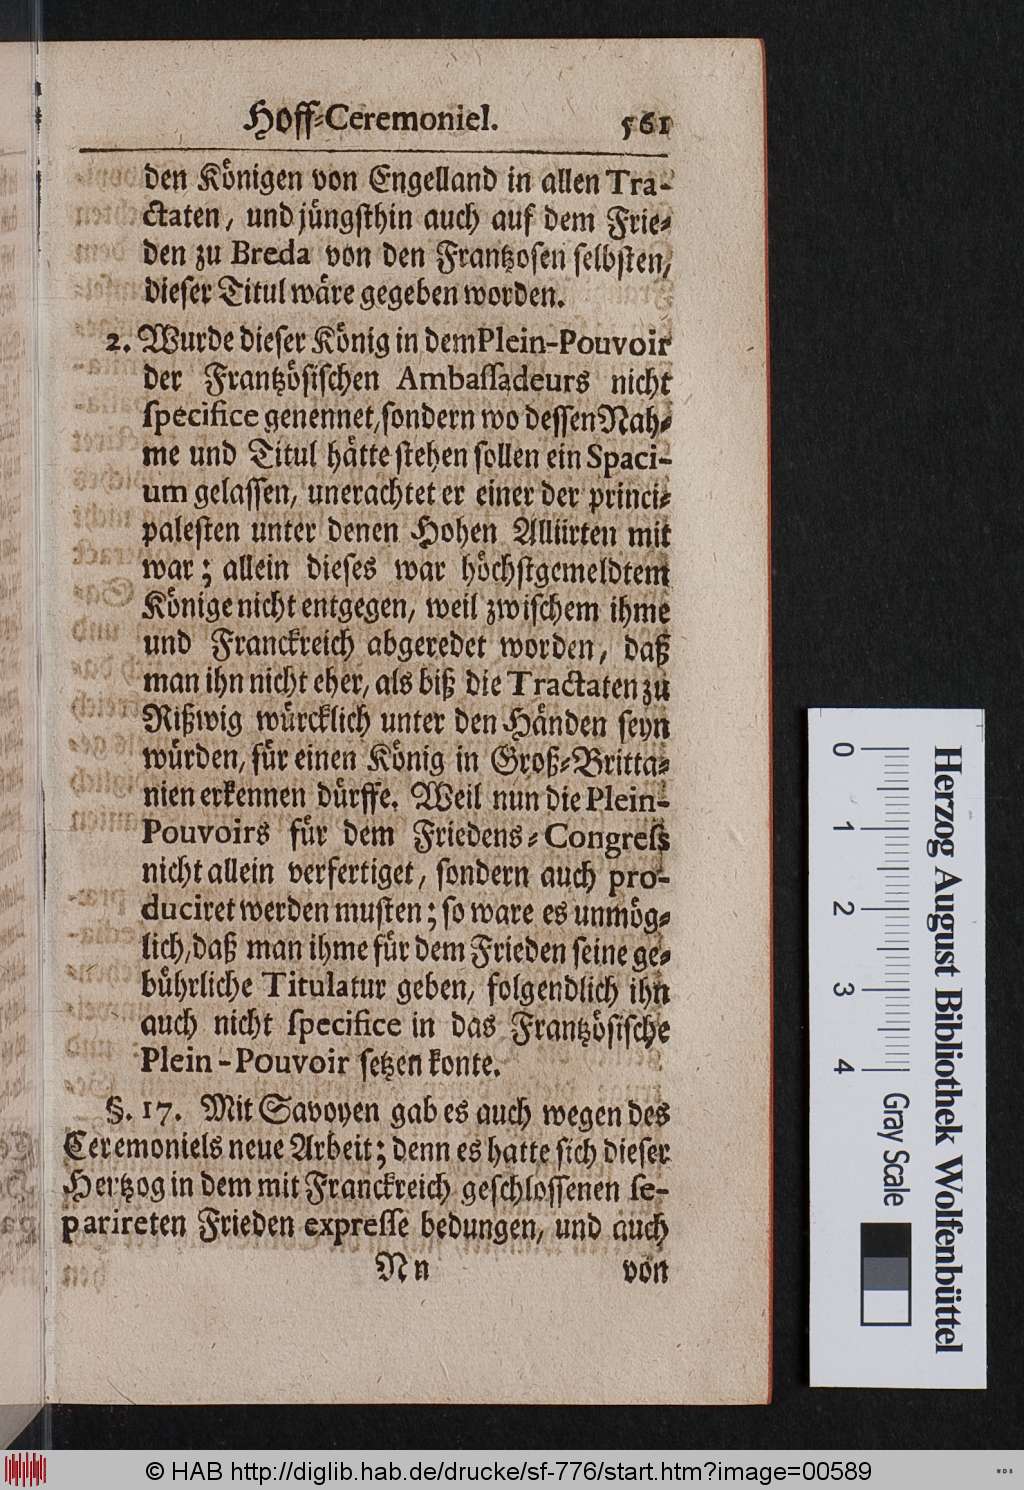 Hoff-Ceremoniel. 561
den Königen von Engelland in allen Tra-
ctaten, und jüngsthin auch auf dem Frie-
den zu Breda von den Frantzosen selbsten,
dieser Titul wäre gegeben worden.
2. Wurde dieser König in dem Plein-Pouvoir
der Frantzösischen Ambassadeurs nicht
specifice genennet, sondern wo dessen Nah-
me und Titul hätte stehen sollen ein Spaci-
um gelassen, unerachtet er einer der princi-
palesten unter denen Hohen Alliirten mit
war; allein dieses war höchstgemeldtem
Könige nicht entgegen, weil zwischem ihme
und Franckreich abgeredet worden, daß
man ihn nicht eher, als biß die Tractaten zu
Rißwig würcklich unter den Händen seyn
würden, für einen König in Groß-Britta-
nien erkennen dürffe. Weil nun die Plein-
Pouvoirs für dem Friedens-Congress
nicht allein verfertiget, sondern auch pro-
duciret werden musten; so ware es unmög-
lich, daß man ihme für dem Frieden seine ge-
bührliche Titulatur geben, folgendlich ihn
auch nicht specifice in das Frantzösische
Plein-Pouvoir setzen konte.
§. 17. Mit Savoyen gab es auch wegen des
Ceremoniels neue Arbeit; denn es hatte sich dieser
Hertzog in dem mit Franckreich geschlossenen se-
parireten Frieden expresse bedungen, und auch
Nn von
0 1 2 3 4 Gray Scale
Herzog August Bibliothek Wolfenbüttel
© HAB http://diglib.hab.de/drucke/sf-776/start.htm?image=00589